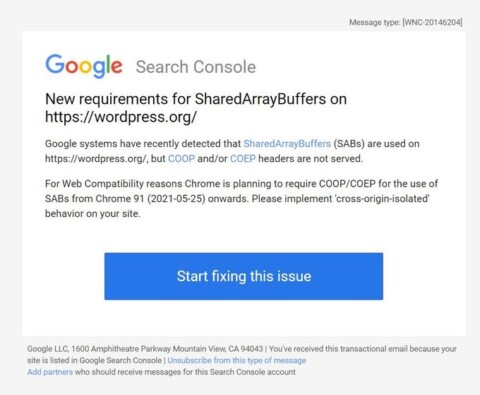 Message type: [WNC-20146204]
Google Search Console
New requirements for SharedArrayBuffers on
https://wordpress.org/
Google systems have recently detected that SharedArrayBuffers (SABs) are used on
https://wordpress.org/, but COOP and/or COEP headers are not served.
For Web Compatibility reasons Chrome is planning to require COOP/COEP for the use of
SABs from Chrome 91 (2021-05-25) onwards. Please implement 'cross-origin-isolated'
behavior on your site.
Start fixing this issue
Google LLC, 1600 Amphitheatre Parkway Mountain View, CA 94043 | You've received this transactional email because your
site is listed in Google Search Console | Unsubscribe from this type of message
Add partners who should receive messages for this Search Console account